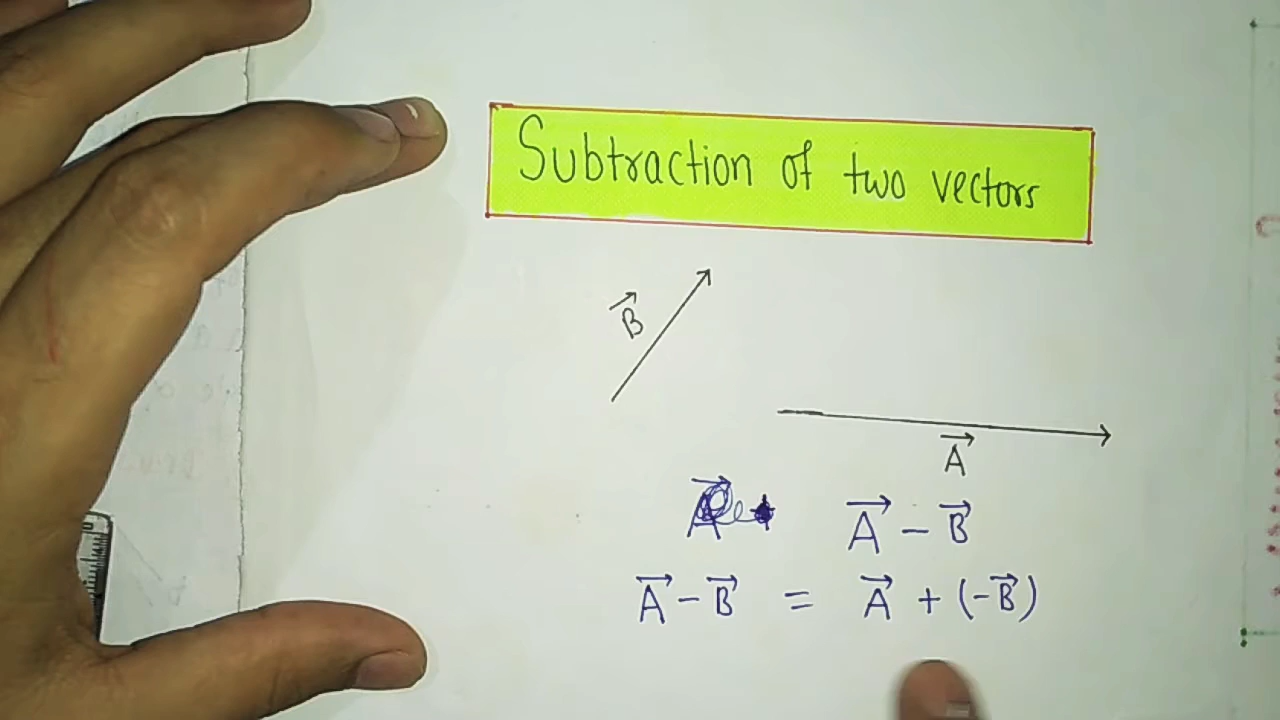 Subtraction of two vectors
B⃗
A⃗
A⃗ − B⃗
A⃗ − B⃗ = A⃗ + (−B⃗)